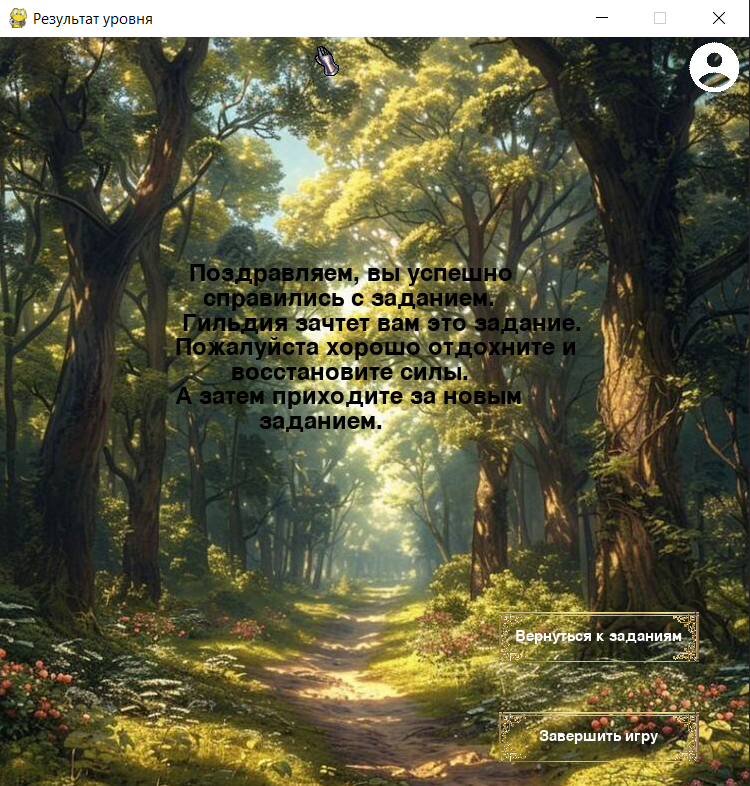 Результат уровня
Поздравляем, вы успешно
справились с заданием.
Гильдия зачтет вам это задание.
Пожалуйста хорошо отдохните и
восстановите силы.
А затем приходите за новым
заданием.
Вернуться к заданиям
Завершить игру